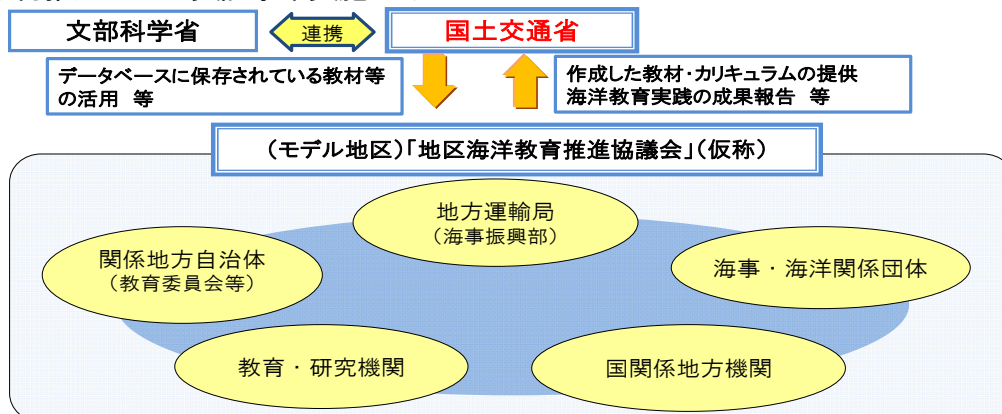 文部科学省
連携
国土交通省
データベースに保存されている教材等
の活用 等
作成した教材・カリキュラムの提供
海洋教育実践の成果報告 等
(モデル地区)「地区海洋教育推進協議会」(仮称)
地方運輸局
(海事振興部)
関係地方自治体
(教育委員会等)
海事・海洋関係団体
教育・研究機関
国関係地方機関